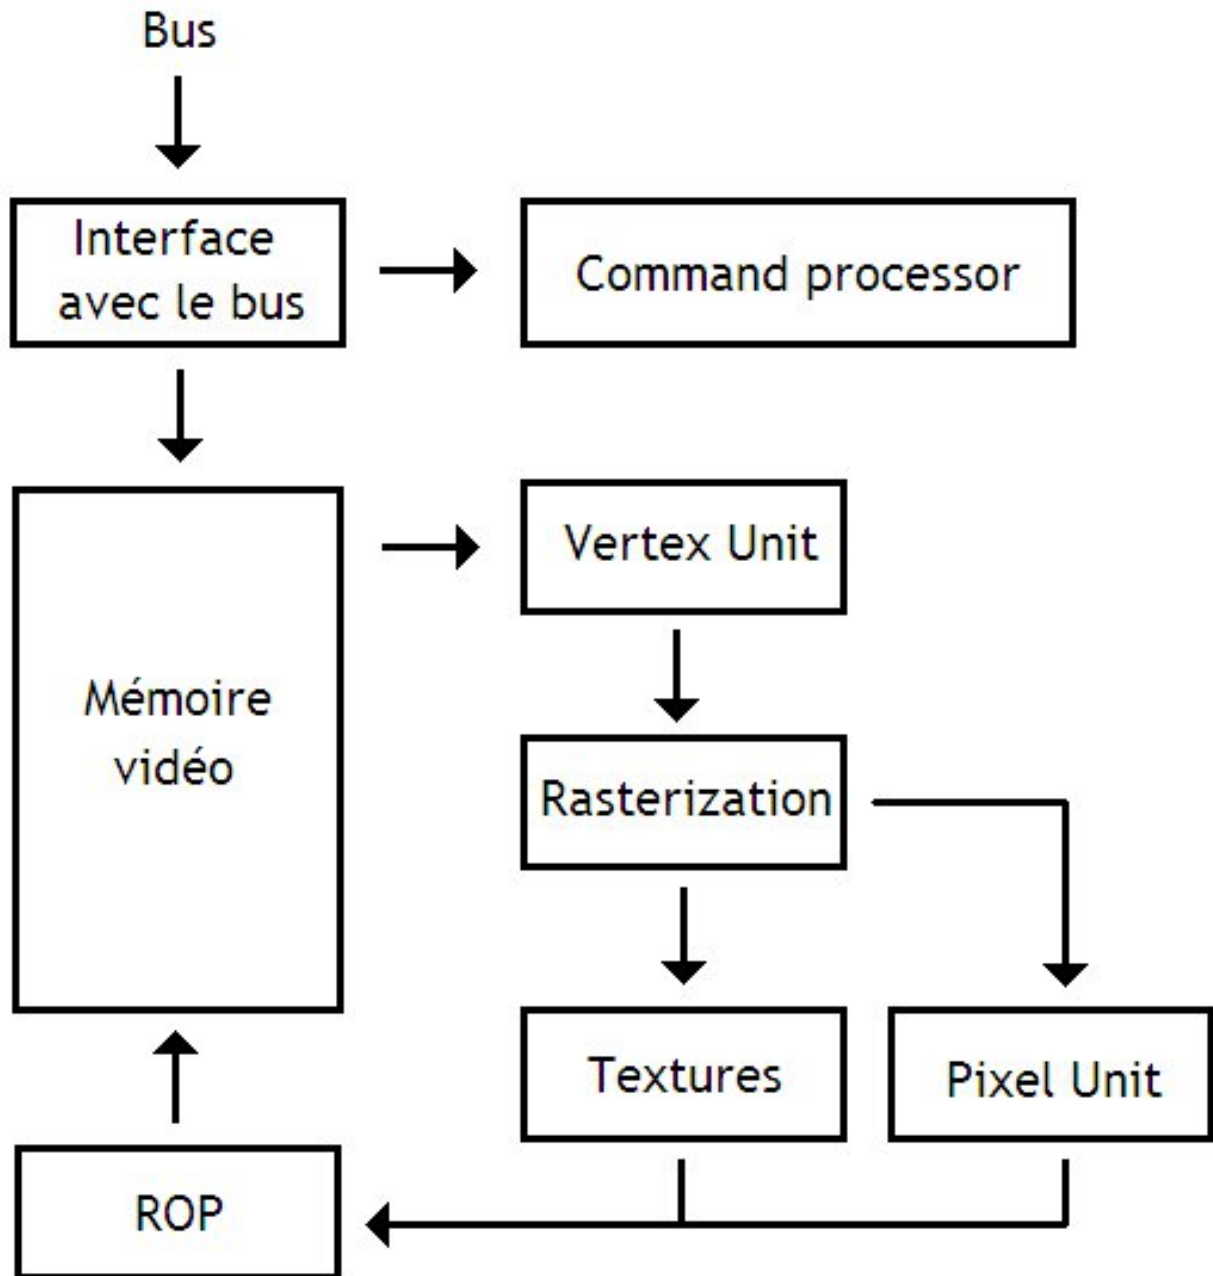 Bus
Interface
avec le bus
Command processor
Vertex Unit
Mémoire
vidéo
Rasterization
Textures
Pixel Unit
ROP